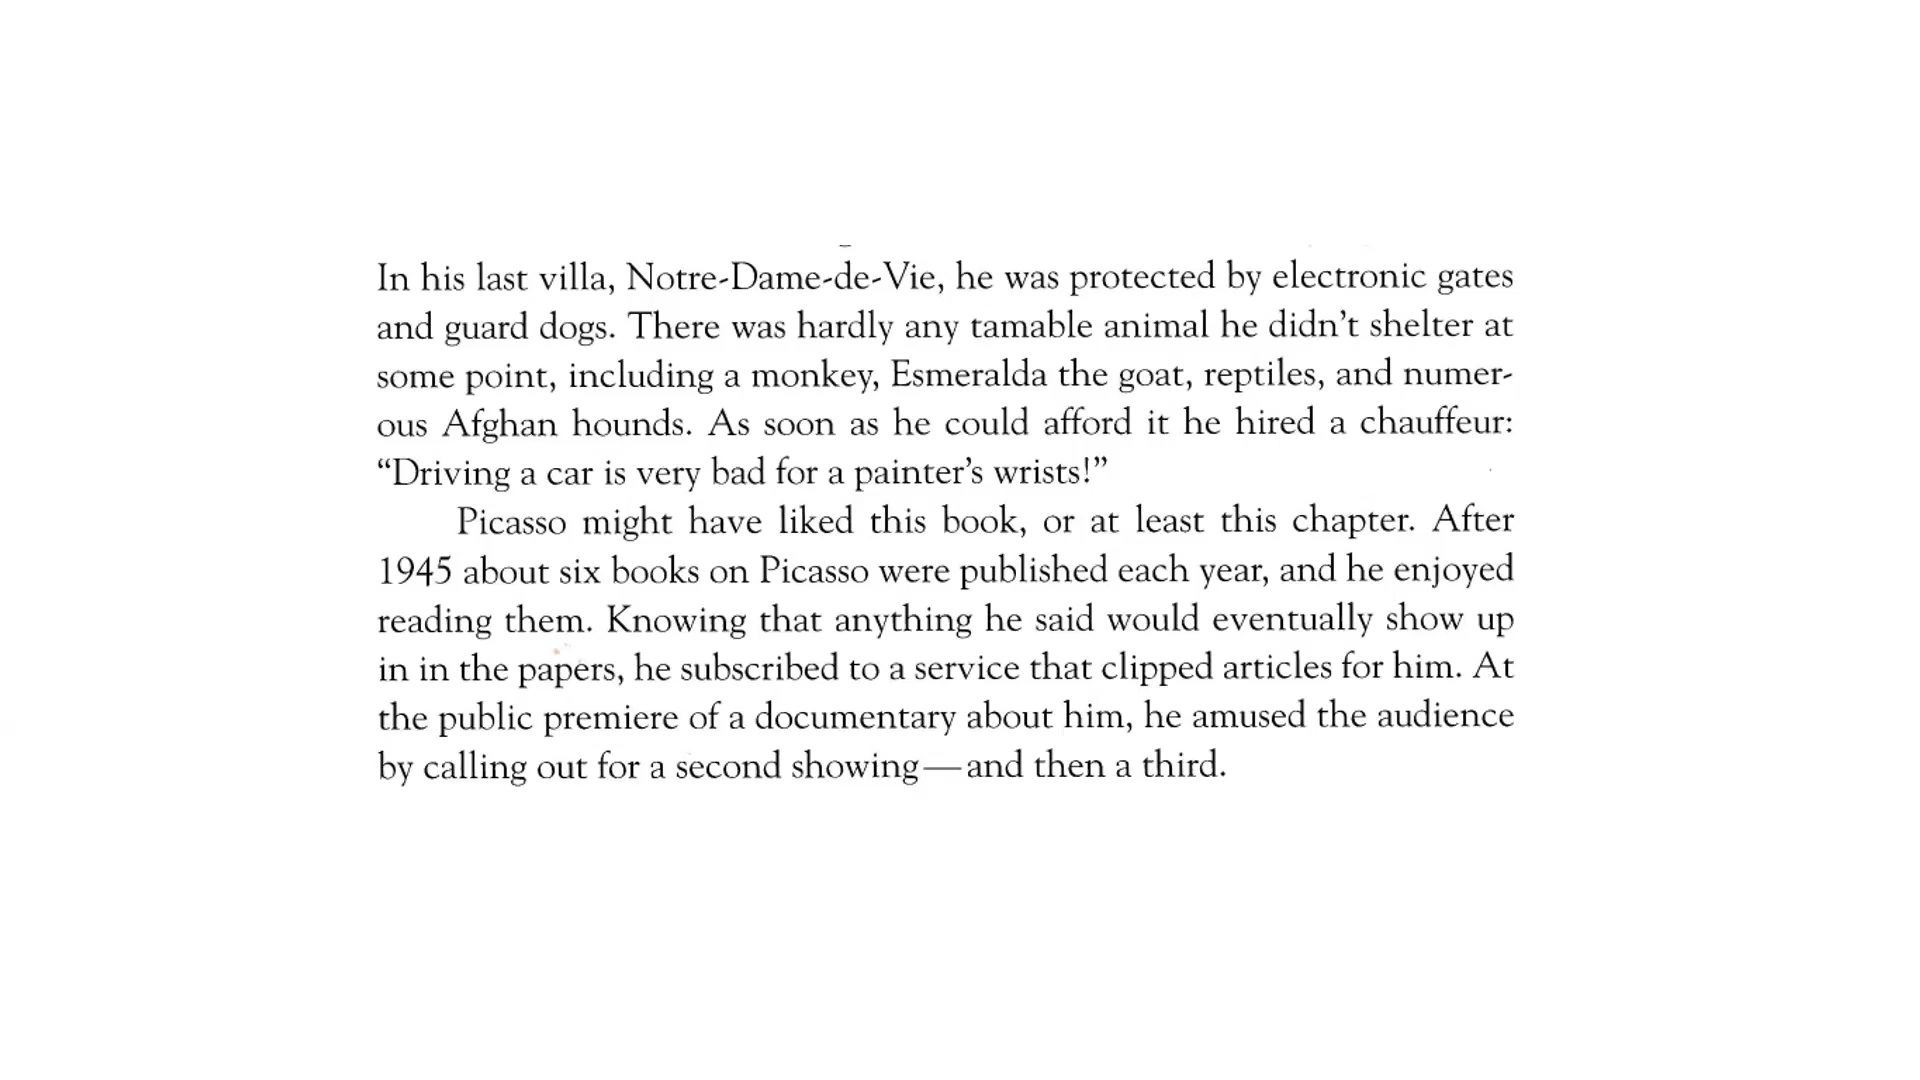 In his last villa, Notre-Dame-de-Vie, he was protected by electronic gates
and guard dogs. There was hardly any tamable animal he didn’t shelter at
some point, including a monkey, Esmeralda the goat, reptiles, and numer-
ous Afghan hounds. As soon as he could afford it he hired a chauffeur:
“Driving a car is very bad for a painter’s wrists!”
Picasso might have liked this book, or at least this chapter. After
1945 about six books on Picasso were published each year, and he enjoyed
reading them. Knowing that anything he said would eventually show up
in in the papers, he subscribed to a service that clipped articles for him. At
the public premiere of a documentary about him, he amused the audience
by calling out for a second showing—and then a third.